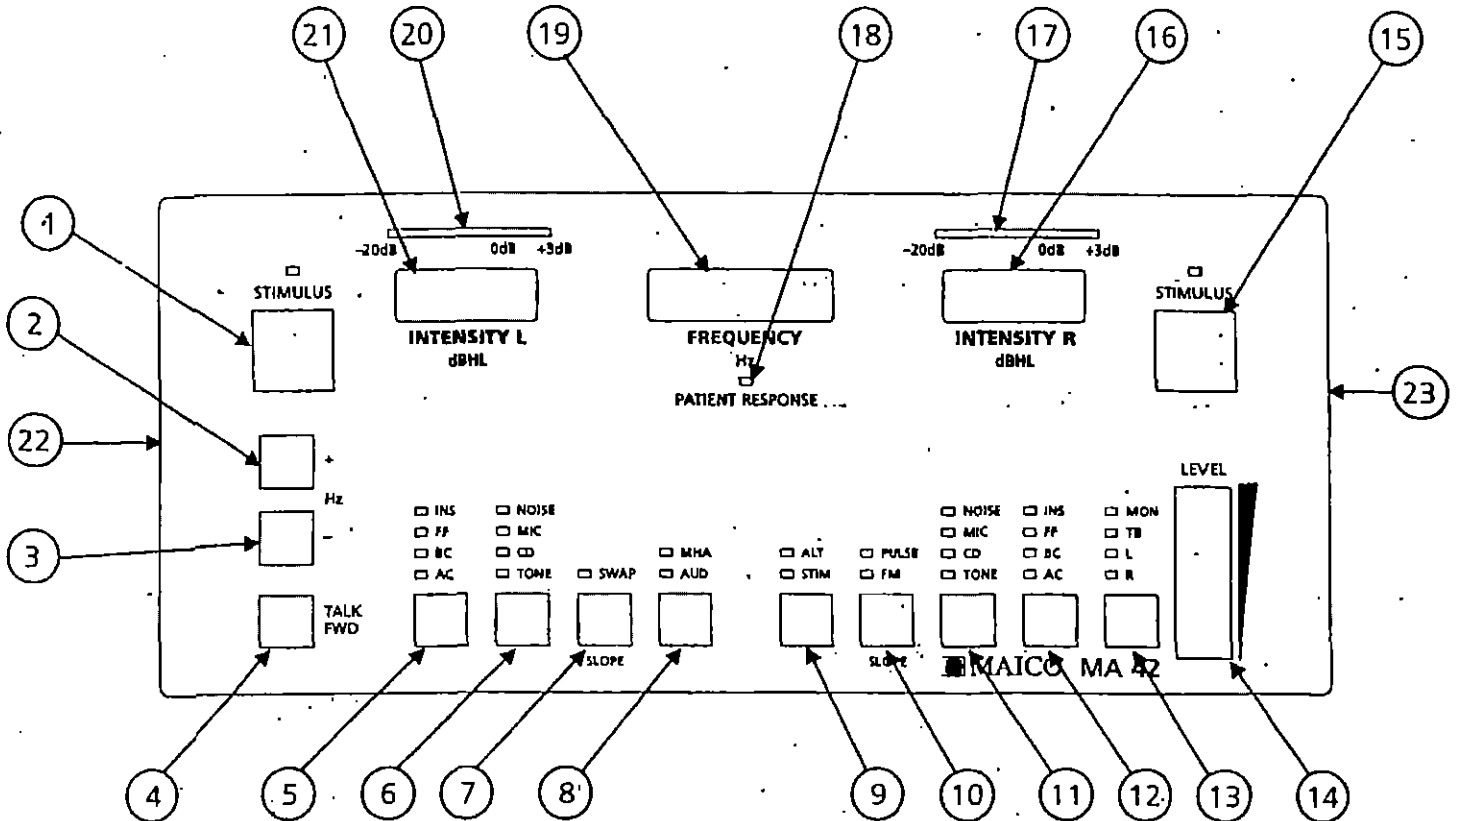 21 20 19 18 17 16 15
1
2
22
3
23
-20dB 0dB +3dB
-20dB 0dB +3dB
STIMULUS
INTENSITY L
dBHL
FREQUENCY
Hz
PATIENT RESPONSE
INTENSITY R
dBHL
STIMULUS
+
Hz
-
TALK
FWD
INS
FF
BC
AC
NOISE
MIC
CD
TONE
SWAP
SLOPE
MHA
AUD
ALT
STIM
PULSE
FM
SLOPE
NOISE
MIC
CD
TONE
INS
FF
BC
AC
MON
TB
L
R
LEVEL
MAICO MA 42
4 5 6 7 8 9 10 11 12 13 14